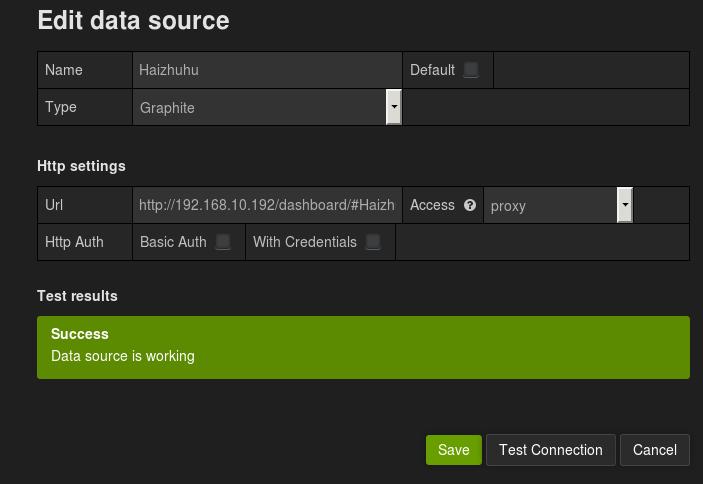 Edit data source
Name Haizhuhu Default
Type Graphite
Http settings
Url http://192.168.10.192/dashboard/#Haizh Access ? proxy
Http Auth Basic Auth With Credentials
Test results
Success
Data source is working
Save Test Connection Cancel